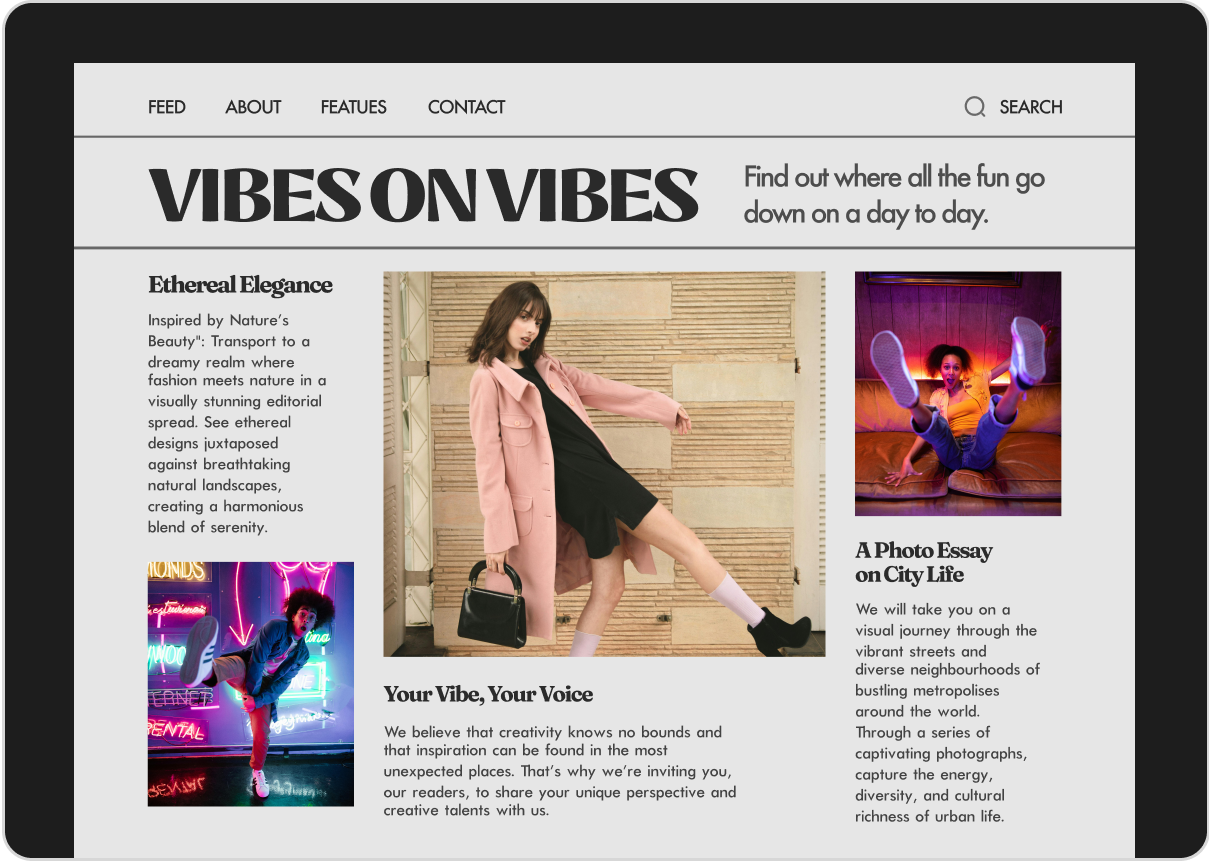 FEED ABOUT FEATUES CONTACT SEARCH
VIBES ON VIBES
Find out where all the fun go
down on a day to day.
Ethereal Elegance
Inspired by Nature’s
Beauty": Transport to a
dreamy realm where
fashion meets nature in a
visually stunning editorial
spread. See ethereal
designs juxtaposed
against breathtaking
natural landscapes,
creating a harmonious
blend of serenity.
Your Vibe, Your Voice
We believe that creativity knows no bounds and
that inspiration can be found in the most
unexpected places. That’s why we’re inviting you,
our readers, to share your unique perspective and
creative talents with us.
A Photo Essay
on City Life
We will take you on a
visual journey through the
vibrant streets and
diverse neighbourhoods of
bustling metropolises
around the world.
Through a series of
captivating photographs,
capture the energy,
diversity, and cultural
richness of urban life.